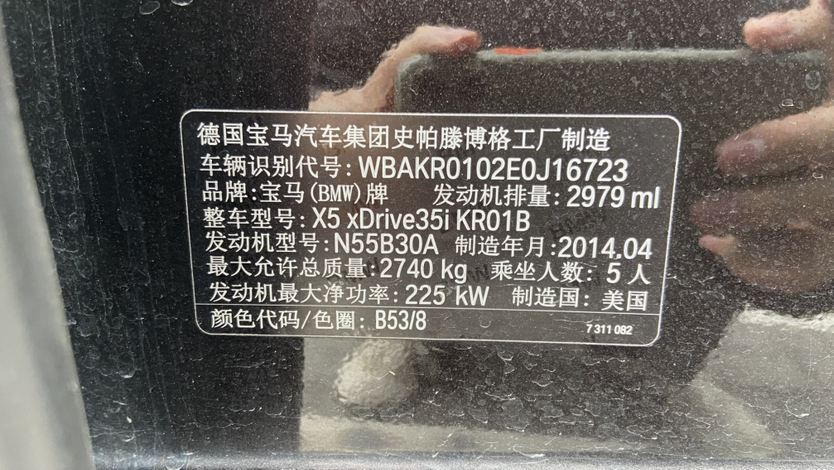 德国宝马汽车集团史帕滕博格工厂制造
车辆识别代号: WBAKR0102E0J16723
品牌:宝马(BMW)牌 发动机排量: 2979 ml
整车型号: X5 xDrive35i KR01B
发动机型号: N55B30A 制造年月: 2014.04
最大允许总质量: 2740 kg 乘坐人数: 5 人
发动机最大净功率: 225 kW 制造国: 美国
颜色代码/色圈: B53/8 7 311 082